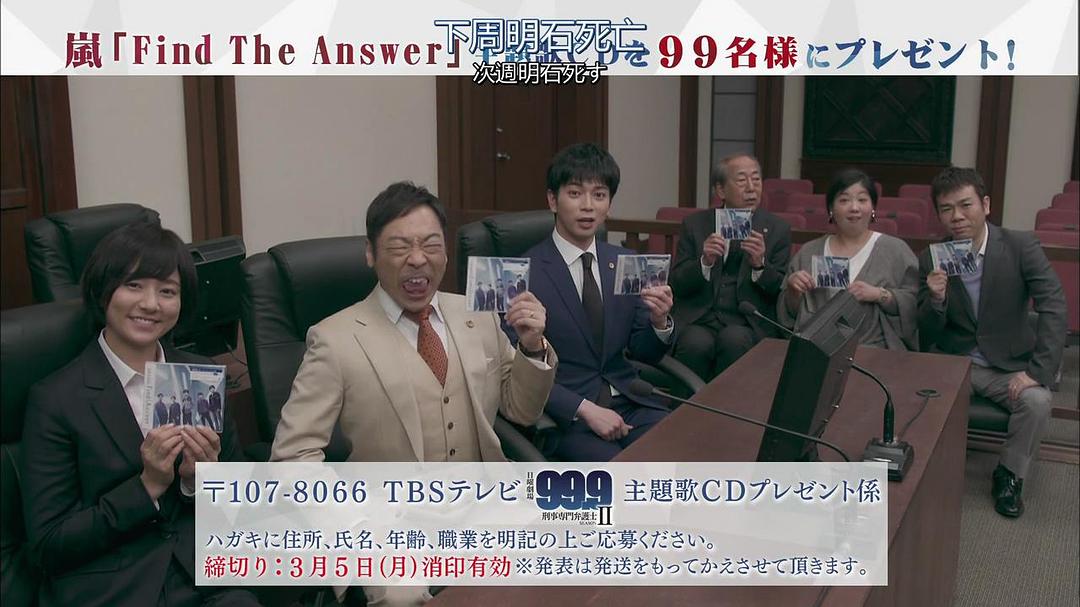 下周明石死亡
嵐「Find The Answer」主題歌CDを99名様にプレゼント!
次週明石死す
〒107-8066 TBSテレビ 日曜劇場 99.9 刑事専門弁護士 SEASON II 主題歌CDプレゼント係
ハガキに住所、氏名、年齢、職業を明記の上ご応募ください。
締切り：3月5日(月)消印有効 ※発表は発送をもってかえさせて頂きます。